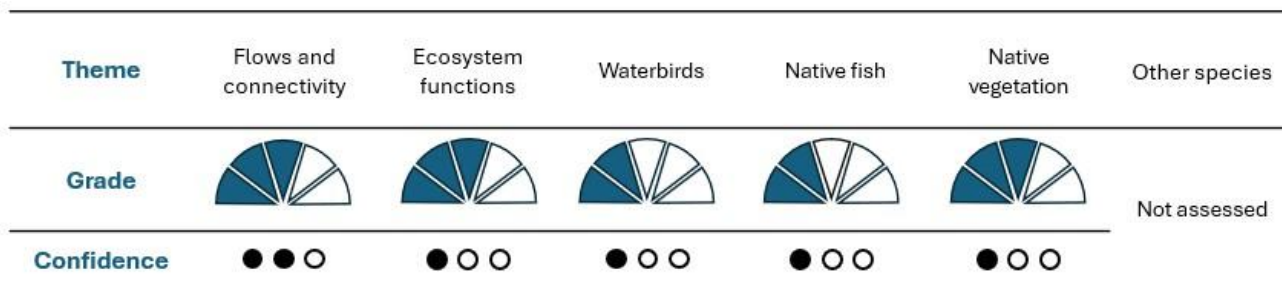 Theme
Flows and
connectivity
Ecosystem
functions
Waterbirds
Native fish
Native
vegetation
Other species
Grade
Not assessed
Confidence